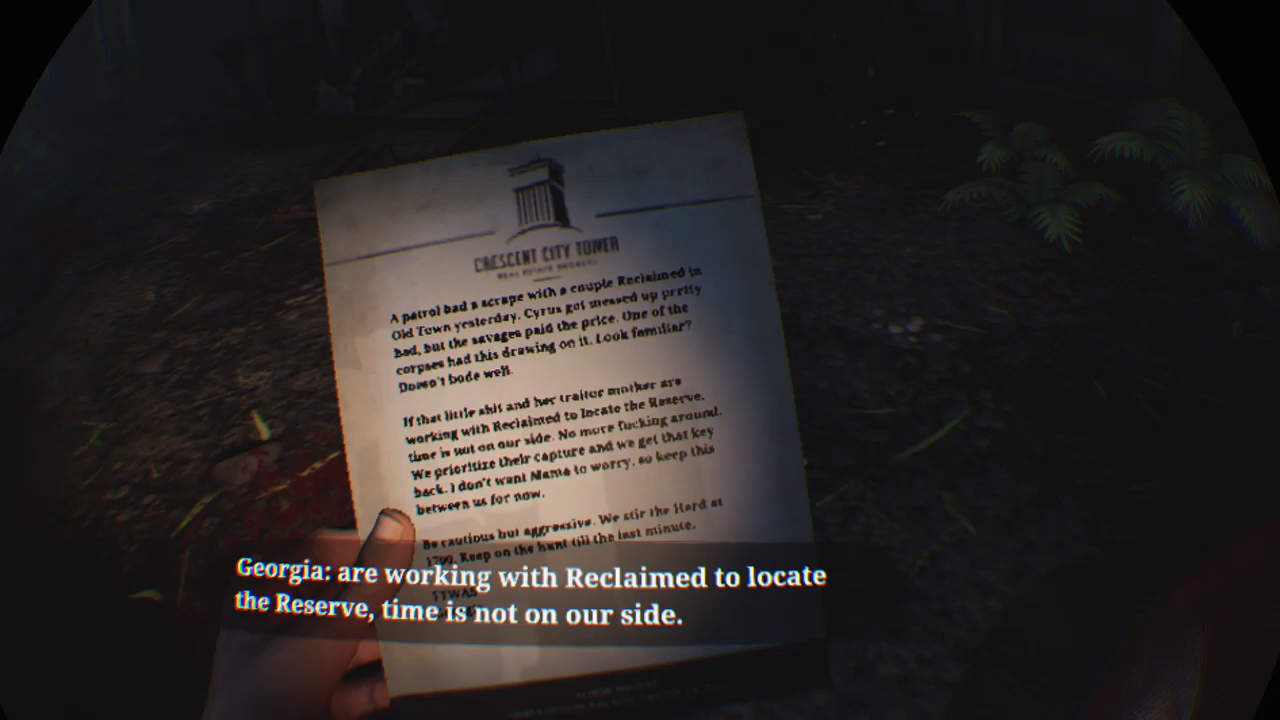 CRESCENT CITY TOWER
A patrol had a scrape with a couple Reclaimed in
Old Town yesterday. Cyrus got messed up pretty
bad, but the savages paid the price. One of the
corpses had this drawing on it. Look familiar?
Doesn't bode well.
If that little shit and her traitor mother are
working with Reclaimed to locate the Reserve,
time is not on our side. No more fucking around.
We prioritize their capture and we get that key
back. I don't want Mama to worry, so keep this
between us for now.
Be cautious but aggressive. We stir the Herd at
1700. Keep on the hunt till the last minute.
TTWAS
Georgia: are working with Reclaimed to locate
the Reserve, time is not on our side.